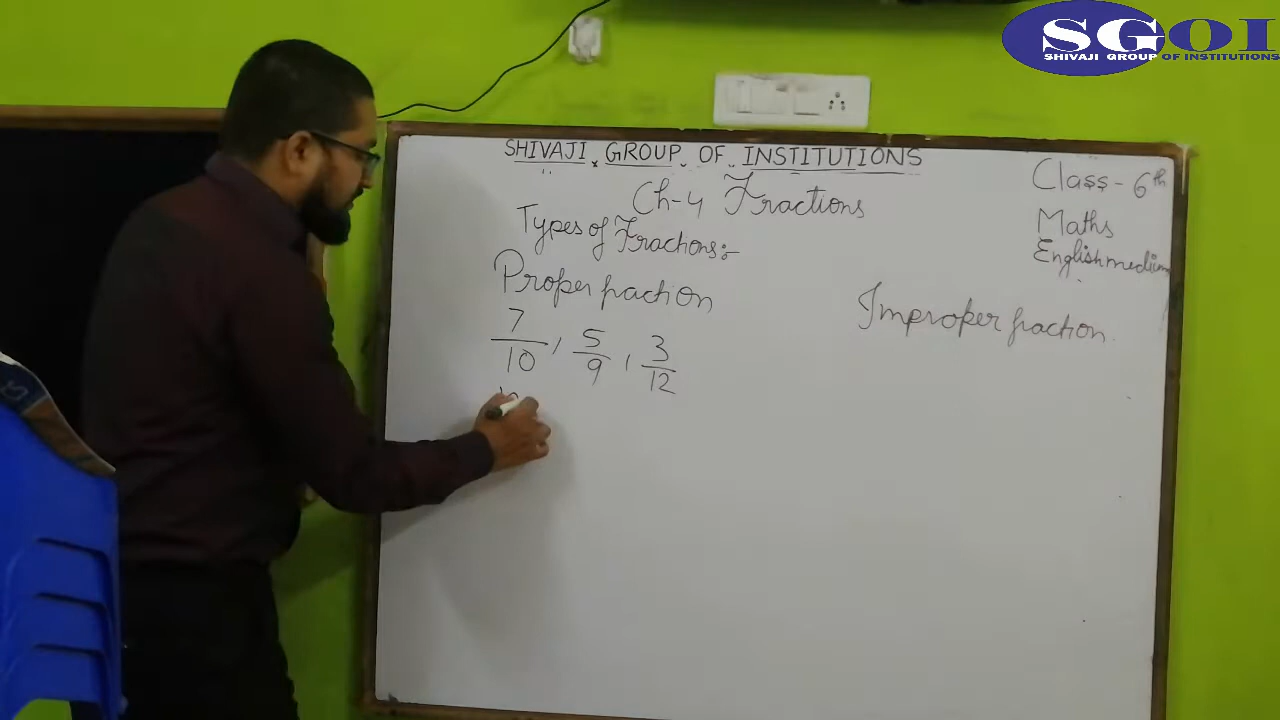 SGOI
SHIVAJI GROUP OF INSTITUTIONS
SHIVAJI GROUP OF INSTITUTIONS
Class - 6th
Ch-4 Fractions
Maths
Types of Fractions:-
English medium
Proper fraction
Improper fraction
7/10, 5/9, 3/12